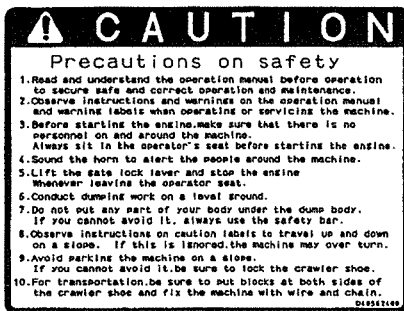 CAUTION
Precautions on safety
1.Read and understand the operation manual before operation
to secure safe and correct operation and maintenance.
2.Observe instructions and warnings on the operation manual
and warning labels when operating or servicing the machine.
3.Before starting the engine.make sure that there is no
personnel on and around the machine.
Always sit in the operator's seat before starting the engine.
4.Sound the horn to alert the people around the machine.
5.Lift the gate lock lever and stop the engine
Whenever leaving the operator seat.
6.Conduct dumping work on a level ground.
7.Do not put any part of your body under the dump body.
If you cannot avoid it, always use the safety bar.
8.Observe instructions on caution labels to travel up and down
on a slope. If this is ignored.the machine may over turn.
9.Avoid parking the machine on a slope.
If you cannot avoid it.be sure to lock the crawler shoe.
10.For transportation.be sure to put blocks at both sides of
the crawler shoe and fix the machine with wire and chain.